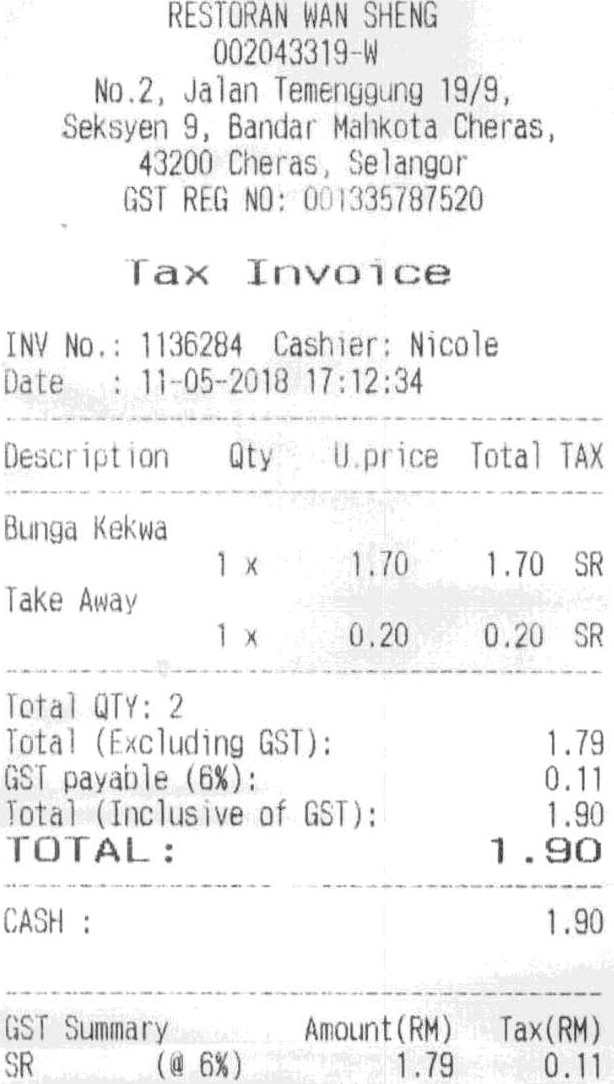 RESTORAN WAN SHENG
002043319-W
No.2, Jalan Temenggung 19/9,
Seksyen 9, Bandar Mahkota Cheras,
43200 Cheras, Selangor
GST REG NO: 001335787520
Tax Invoice
INV No.: 1136284 Cashier: Nicole
Date : 11-05-2018 17:12:34
Description Qty U.price Total TAX
Bunga Kekwa
1 x 1.70 1.70 SR
Take Away
1 x 0.20 0.20 SR
Total QTY: 2
Total (Excluding GST): 1.79
GST payable (6%): 0.11
Total (Inclusive of GST): 1.90
TOTAL: 1.90
CASH : 1.90
GST Summary Amount(RM) Tax(RM)
SR (@ 6%) 1.79 0.11